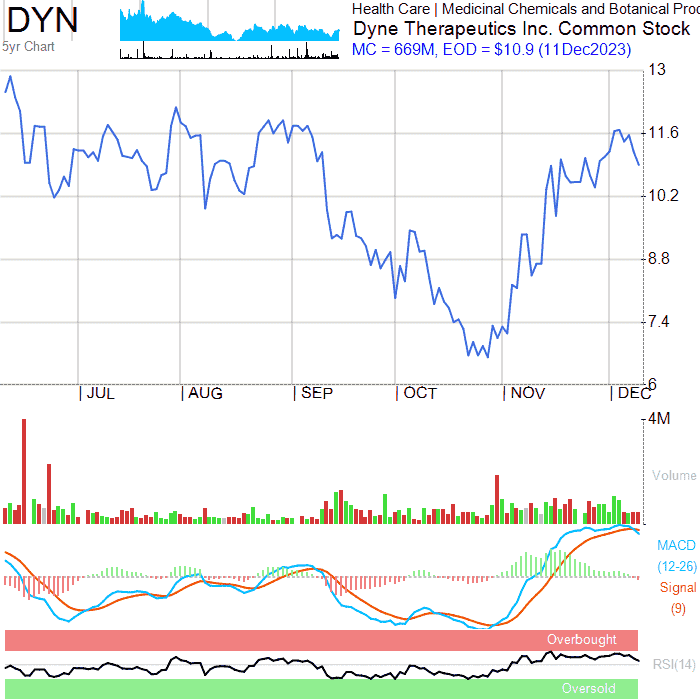 DYN
5yr Chart
Health Care | Medicinal Chemicals and Botanical Pro
Dyne Therapeutics Inc. Common Stock
MC = 669M, EOD = $10.9 (11Dec2023)
13
11.6
10.2
8.8
7.4
6
| JUL | AUG | SEP | OCT | NOV | DEC
4M
Volume
MACD
(12-26)
Signal
(9)
Overbought
RSI(14)
Oversold